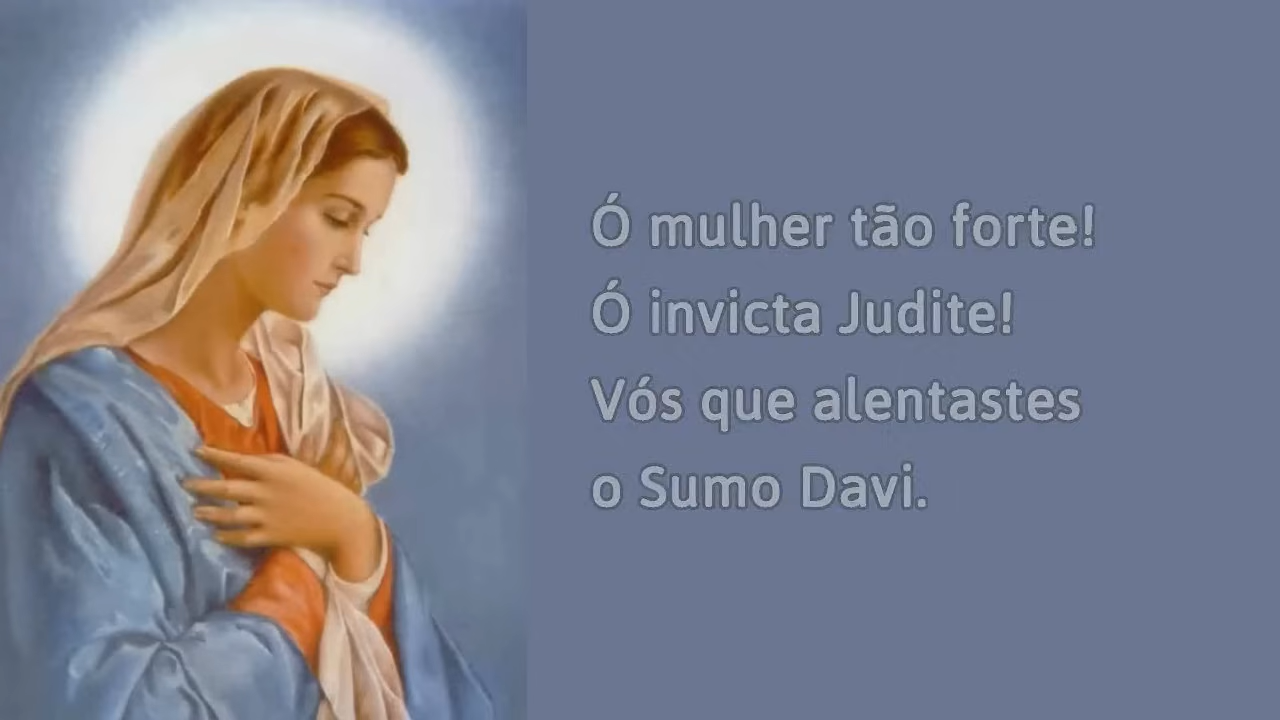 Ó mulher tão forte!
Ó invicta Judite!
Vós que alentastes
o Sumo Davi.